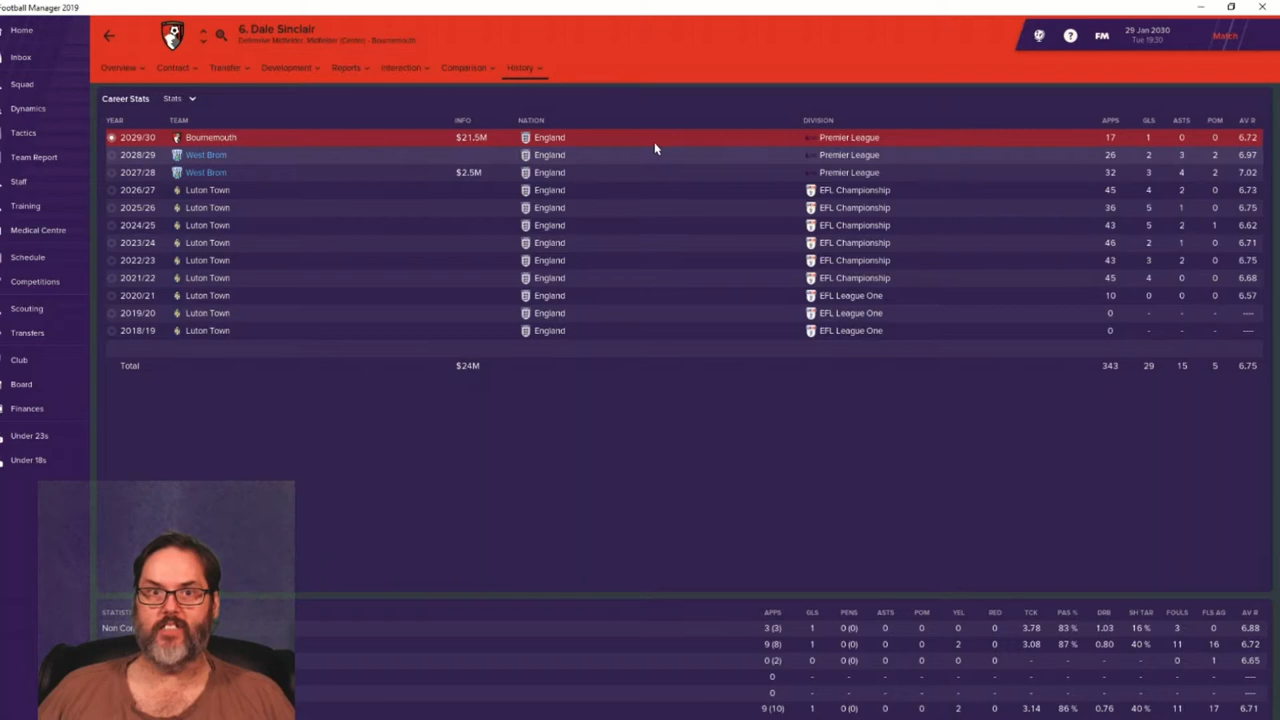 Football Manager 2019
Home
Inbox
Squad
Dynamics
Tactics
Team Report
Staff
Training
Medical Centre
Schedule
Competitions
Scouting
Transfers
Club
Board
Finances
Under 23s
Under 18s
6. Dale Sinclair
Defensive Midfielder, Midfielder (Centre) - Bournemouth
FM 29 Jan 2030 Match
Tue 19:30
Overview Contract Transfer Development Reports Interaction Comparison History
Career Stats Stats
YEAR TEAM INFO NATION DIVISION APPS GLS ASTS POM AV R
2029/30 Bournemouth $21.5M England Premier League 17 1 0 0 6.72
2028/29 West Brom England Premier League 26 2 3 2 6.97
2027/28 West Brom $2.5M England Premier League 32 3 4 2 7.02
2026/27 Luton Town England EFL Championship 45 4 2 0 6.73
2025/26 Luton Town England EFL Championship 36 5 1 0 6.75
2024/25 Luton Town England EFL Championship 43 5 2 1 6.62
2023/24 Luton Town England EFL Championship 46 2 1 0 6.71
2022/23 Luton Town England EFL Championship 43 3 2 0 6.75
2021/22 Luton Town England EFL Championship 45 4 0 0 6.68
2020/21 Luton Town England EFL League One 10 0 0 0 6.57
2019/20 Luton Town England EFL League One 0 - - - ----
2018/19 Luton Town England EFL League One 0 - - - ----
Total $24M 343 29 15 5 6.75
STATISTI APPS GLS PENS ASTS POM YEL RED TCK PAS % DRB SH TAR FOULS FLS AG AV R
Non Co 3 (3) 1 0 (0) 0 0 0 0 3.78 83 % 1.03 16 % 3 0 6.88
9 (8) 1 0 (0) 0 0 2 0 3.08 87 % 0.80 40 % 11 16 6.72
0 (2) 0 0 (0) 0 0 0 0 - - - - 0 1 6.65
0 - - - - - - - - - - - - ----
0 - - - - - - - - - - - - ----
9 (10) 1 0 (0) 0 0 2 0 3.14 86 % 0.76 40 % 11 17 6.71